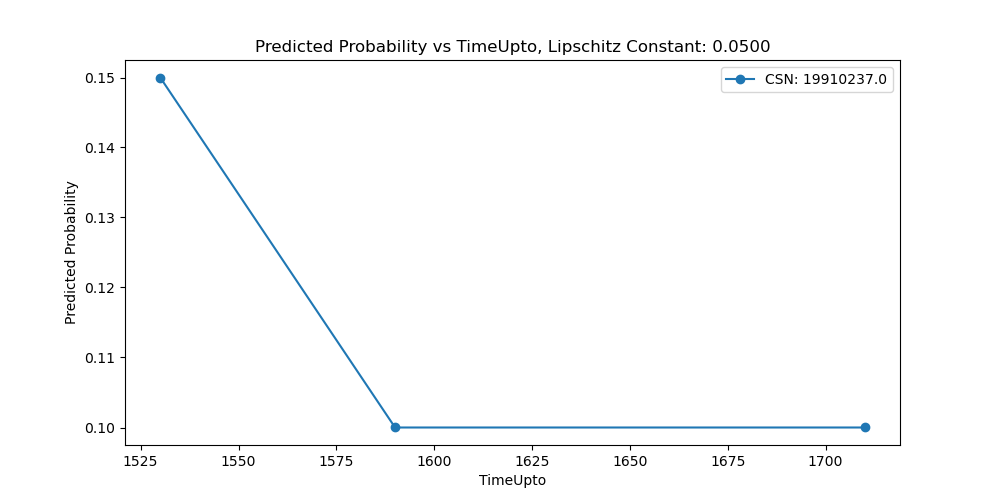 Predicted Probability vs TimeUpto, Lipschitz Constant: 0.0500
CSN: 19910237.0
Predicted Probability
0.15
0.14
0.13
0.12
0.11
0.10
1525 1550 1575 1600 1625 1650 1675 1700
TimeUpto